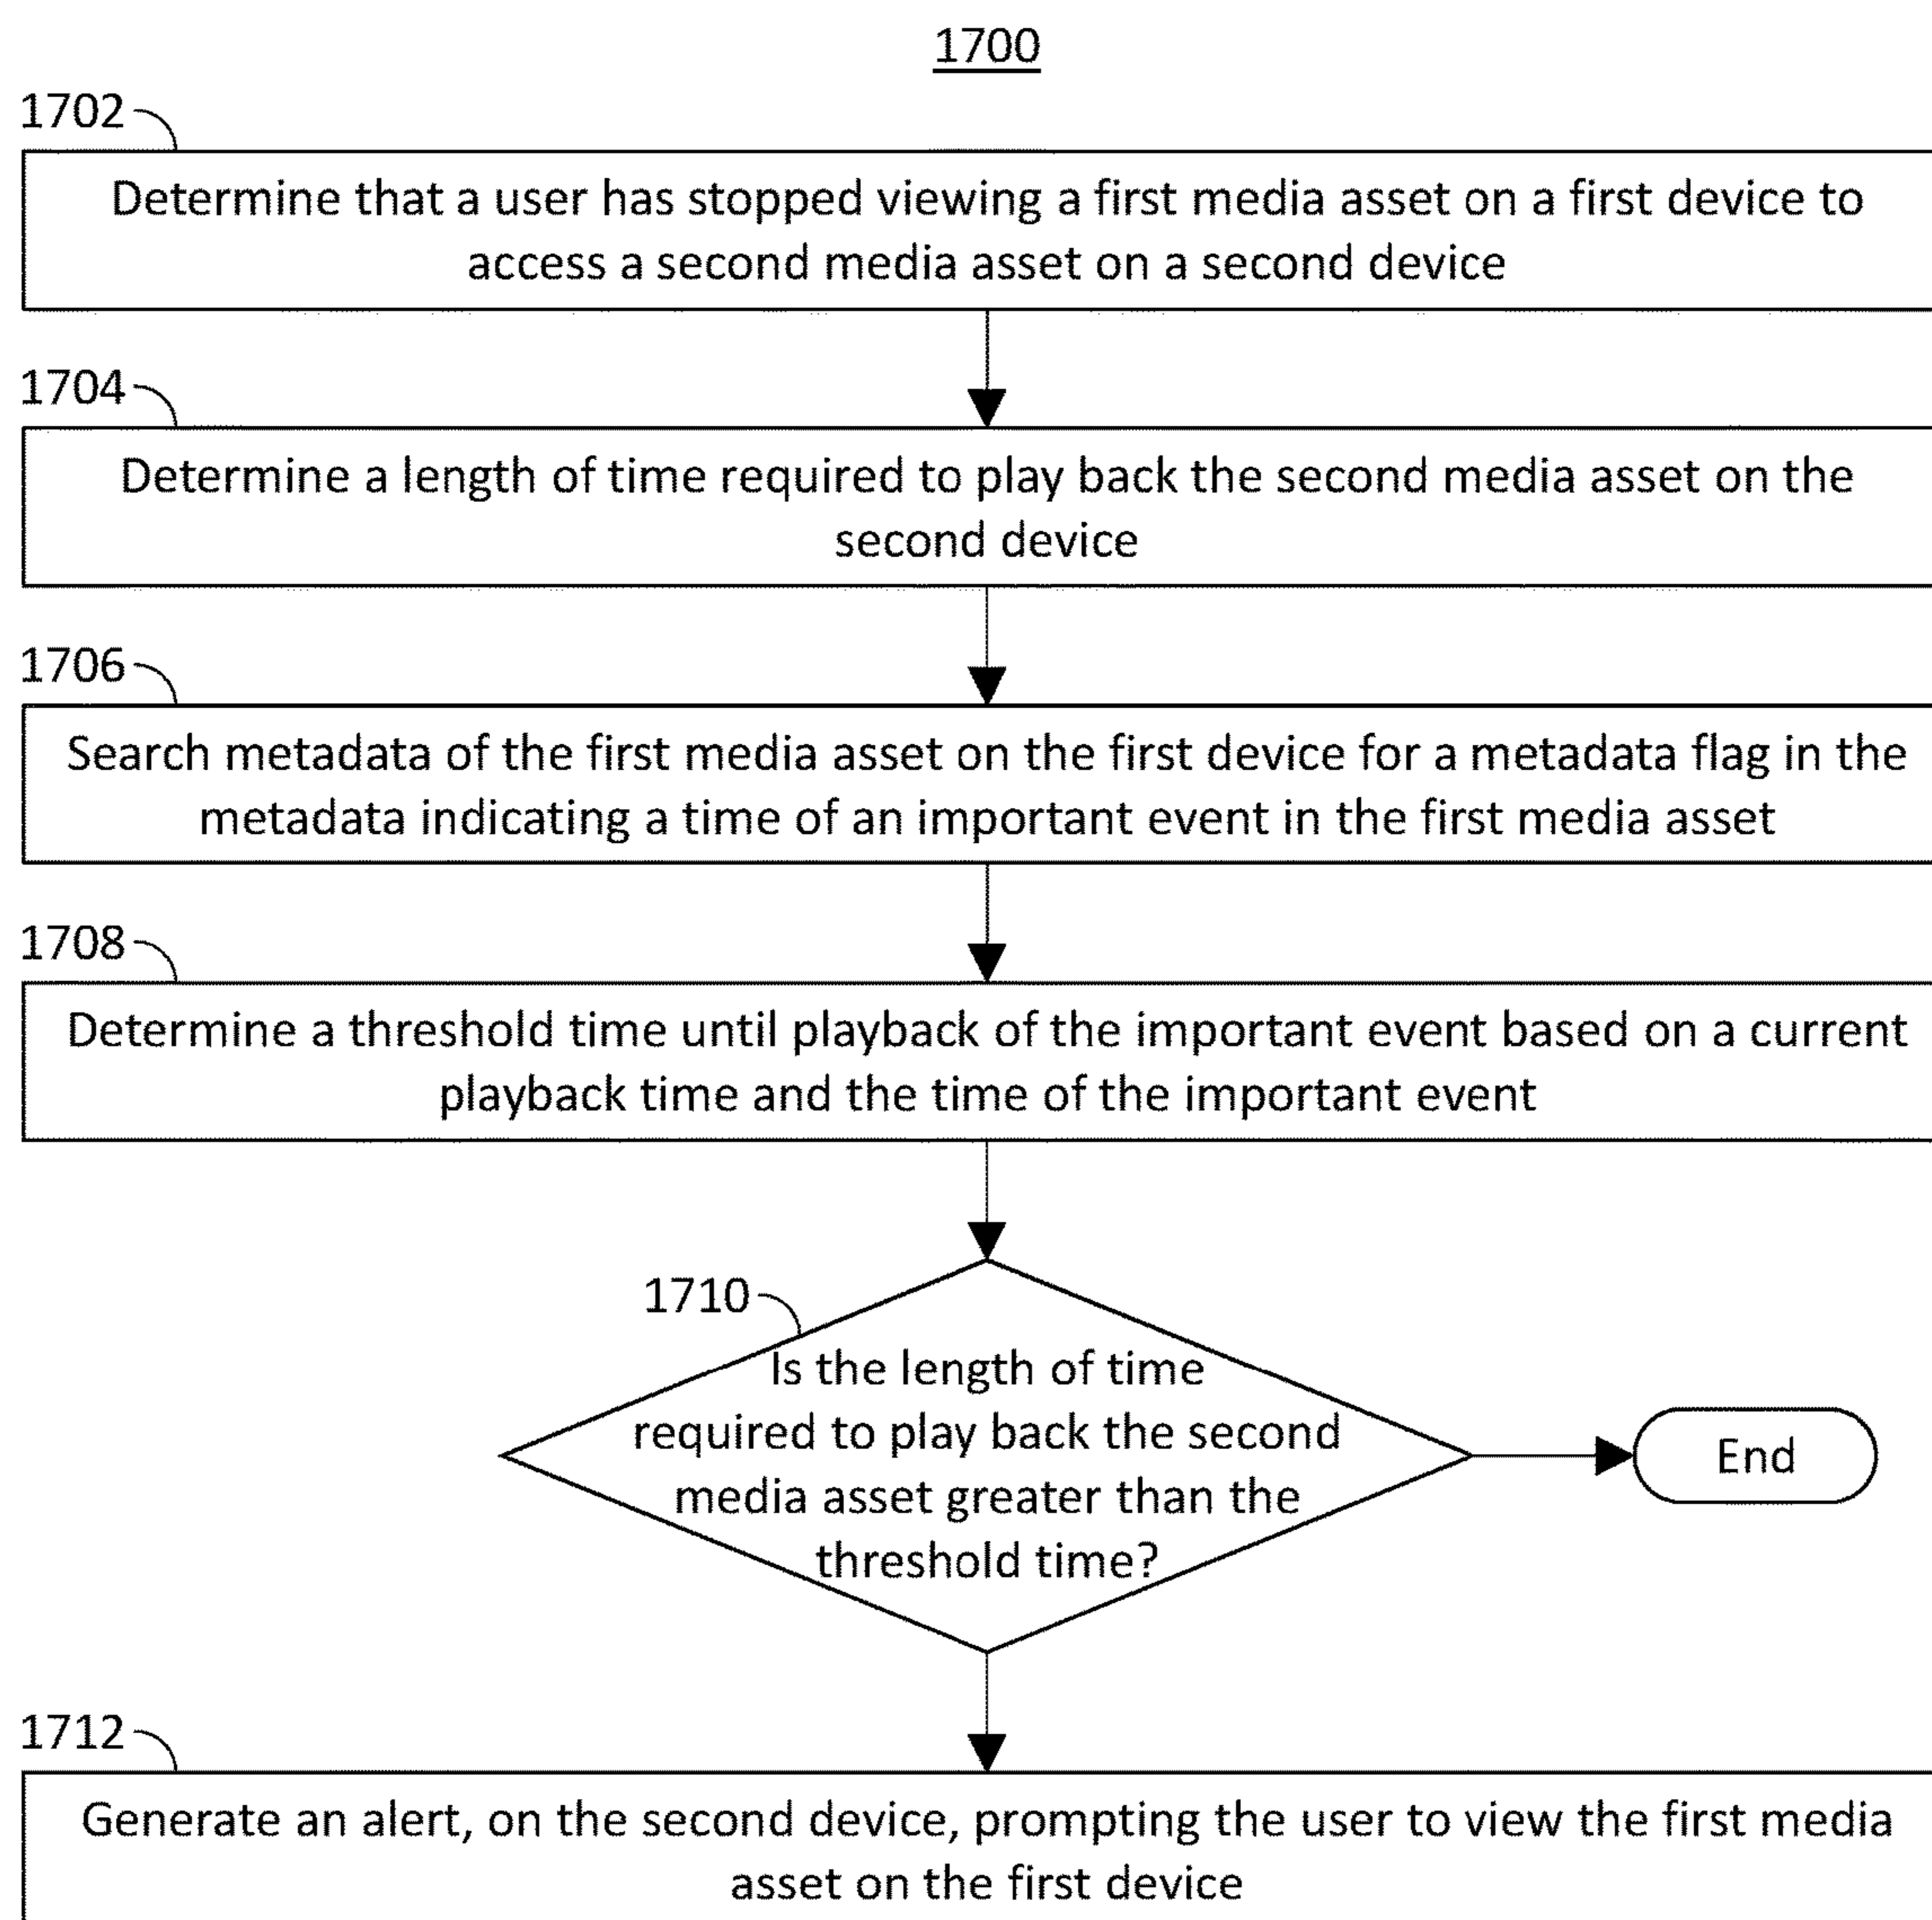 1700
1702
Determine that a user has stopped viewing a first media asset on a first device to
access a second media asset on a second device
1704
Determine a length of time required to play back the second media asset on the
second device
1706
Search metadata of the first media asset on the first device for a metadata flag in the
metadata indicating a time of an important event in the first media asset
1708
Determine a threshold time until playback of the important event based on a current
playback time and the time of the important event
1710
Is the length of time
required to play back the second
media asset greater than the
threshold time?
End
1712
Generate an alert, on the second device, prompting the user to view the first media
asset on the first device